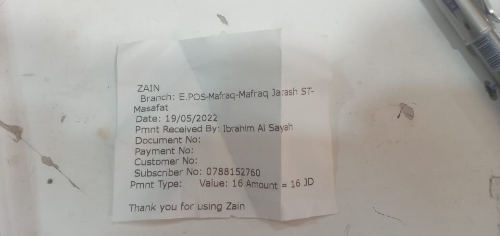 ZAIN
Branch: E.POS-Mafraq-Mafraq Jarash ST-
Masafat
Date: 19/05/2022
Pmnt Received By: Ibrahim Al Sayah
Document No:
Payment No:
Customer No:
Subscriber No: 0788152760
Pmnt Type: Value: 16 Amount = 16 JD
Thank you for using Zain